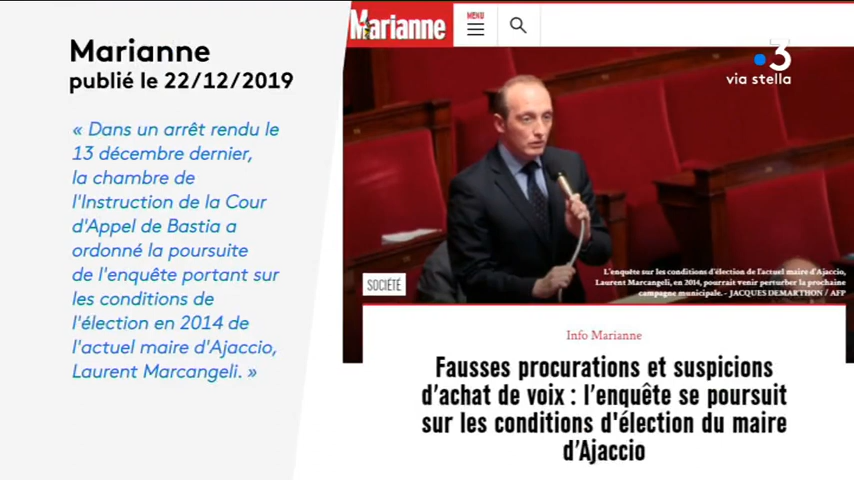 Marianne
publié le 22/12/2019
« Dans un arrêt rendu le
13 décembre dernier,
la chambre de
l'Instruction de la Cour
d'Appel de Bastia a
ordonné la poursuite
de l'enquête portant sur
les conditions de
l'élection en 2014 de
l'actuel maire d'Ajaccio,
Laurent Marcangeli. »
Marianne
MENU
3
via stella
SOCIÉTÉ
L'enquête sur les conditions d'élection de l'actuel maire d'Ajaccio,
Laurent Marcangeli, en 2014, pourrait venir perturber la prochaine
campagne municipale. - JACQUES DEMARTHON / AFP
Info Marianne
Fausses procurations et suspicions
d'achat de voix : l'enquête se poursuit
sur les conditions d'élection du maire
d'Ajaccio